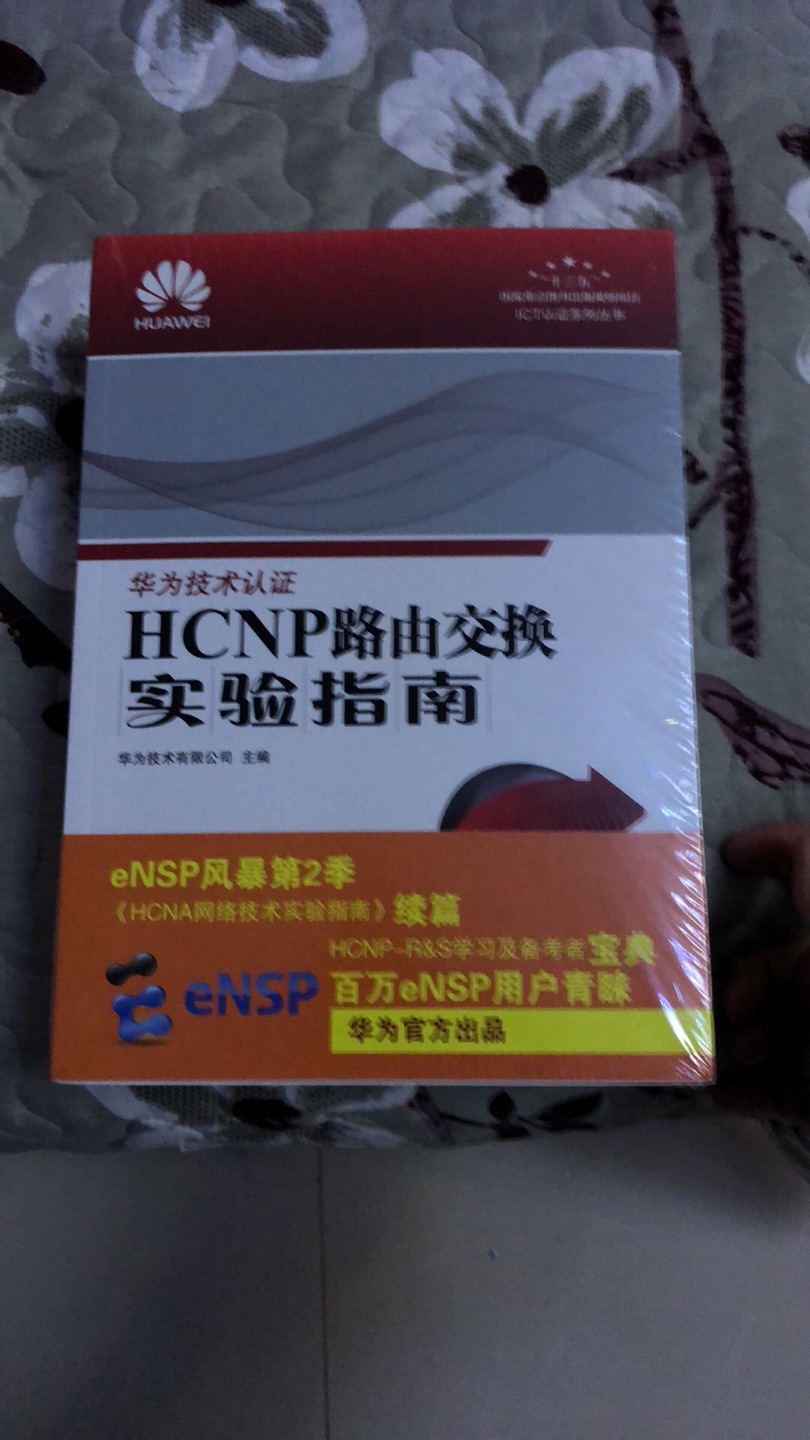 HUAWEI
华为技术认证
HCNP路由交换
实验指南
华为技术有限公司 主编
eNSP风暴第2季
《HCNA网络技术实验指南》续篇
HCNP-R&S学习及备考者宝典
eNSP 百万eNSP用户青睐
华为官方出品